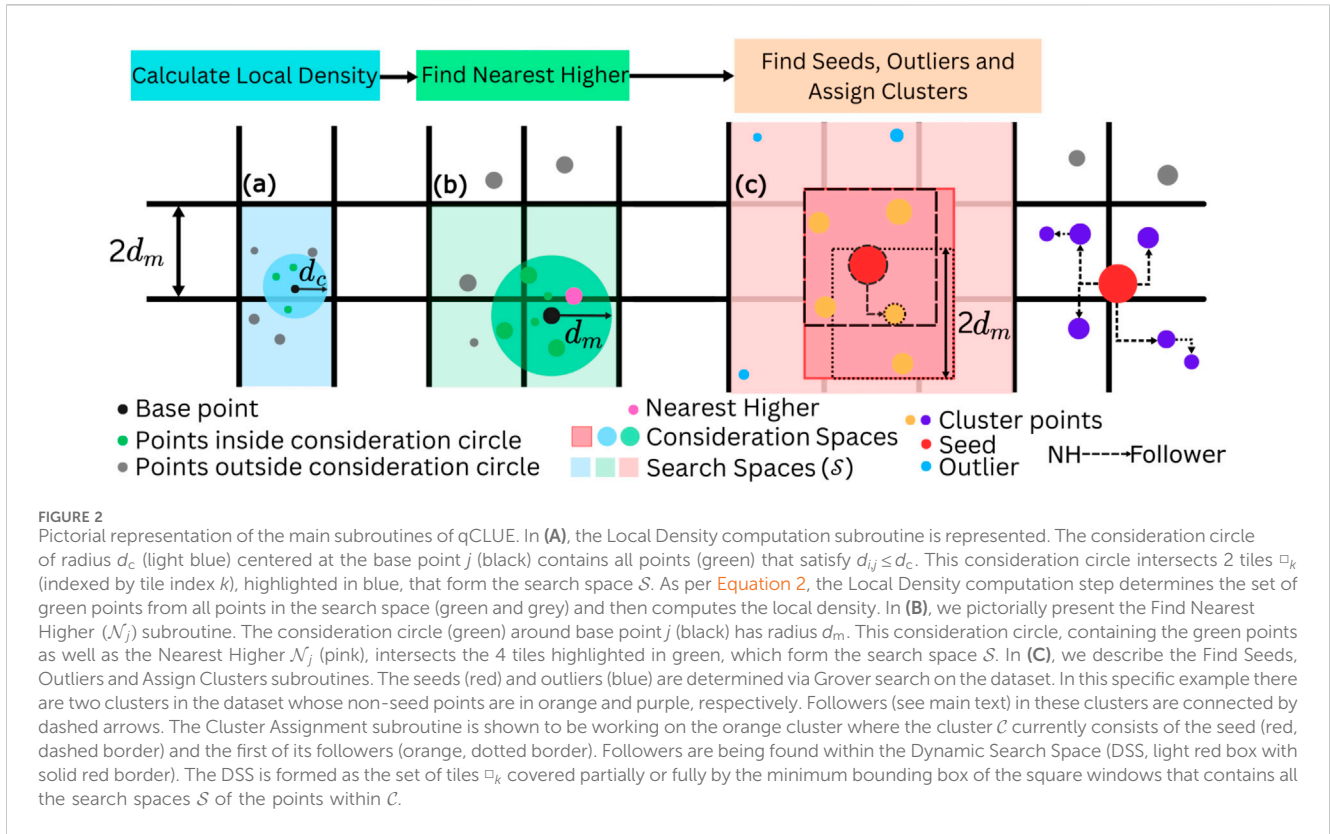 Calculate Local Density
Find Nearest Higher
Find Seeds, Outliers and
Assign Clusters
(a)
(b)
(c)
2d_m
d_c
d_m
2d_m
Base point
Points inside consideration circle
Points outside consideration circle
Nearest Higher
Consideration Spaces
Search Spaces (𝒮)
Cluster points
Seed
Outlier
NH
Follower
FIGURE 2
Pictorial representation of the main subroutines of qCLUE. In (A), the Local Density computation subroutine is represented. The consideration circle
of radius d_c (light blue) centered at the base point j (black) contains all points (green) that satisfy d_{i,j} ≤ d_c. This consideration circle intersects 2 tiles □_k
(indexed by tile index k), highlighted in blue, that form the search space 𝒮. As per Equation 2, the Local Density computation step determines the set of
green points from all points in the search space (green and grey) and then computes the local density. In (B), we pictorially present the Find Nearest
Higher (𝒩_j) subroutine. The consideration circle (green) around base point j (black) has radius d_m. This consideration circle, containing the green points
as well as the Nearest Higher 𝒩_j (pink), intersects the 4 tiles highlighted in green, which form the search space 𝒮. In (C), we describe the Find Seeds,
Outliers and Assign Clusters subroutines. The seeds (red) and outliers (blue) are determined via Grover search on the dataset. In this specific example there
are two clusters in the dataset whose non-seed points are in orange and purple, respectively. Followers (see main text) in these clusters are connected by
dashed arrows. The Cluster Assignment subroutine is shown to be working on the orange cluster where the cluster 𝒞 currently consists of the seed (red,
dashed border) and the first of its followers (orange, dotted border). Followers are being found within the Dynamic Search Space (DSS, light red box with
solid red border). The DSS is formed as the set of tiles □_k covered partially or fully by the minimum bounding box of the square windows that contains all
the search spaces 𝒮 of the points within 𝒞.